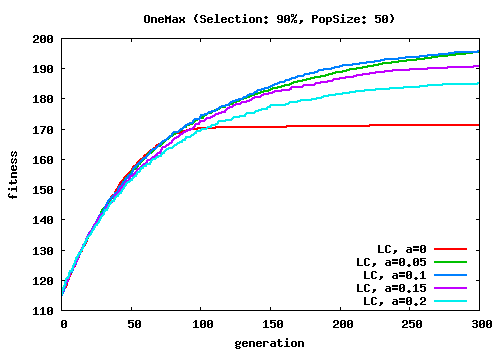 OneMax (Selection: 90%, PopSize: 50)
200
190
180
170
160
150
140
130
120
110
fitness
LC, a=0
LC, a=0.05
LC, a=0.1
LC, a=0.15
LC, a=0.2
0 50 100 150 200 250 300
generation